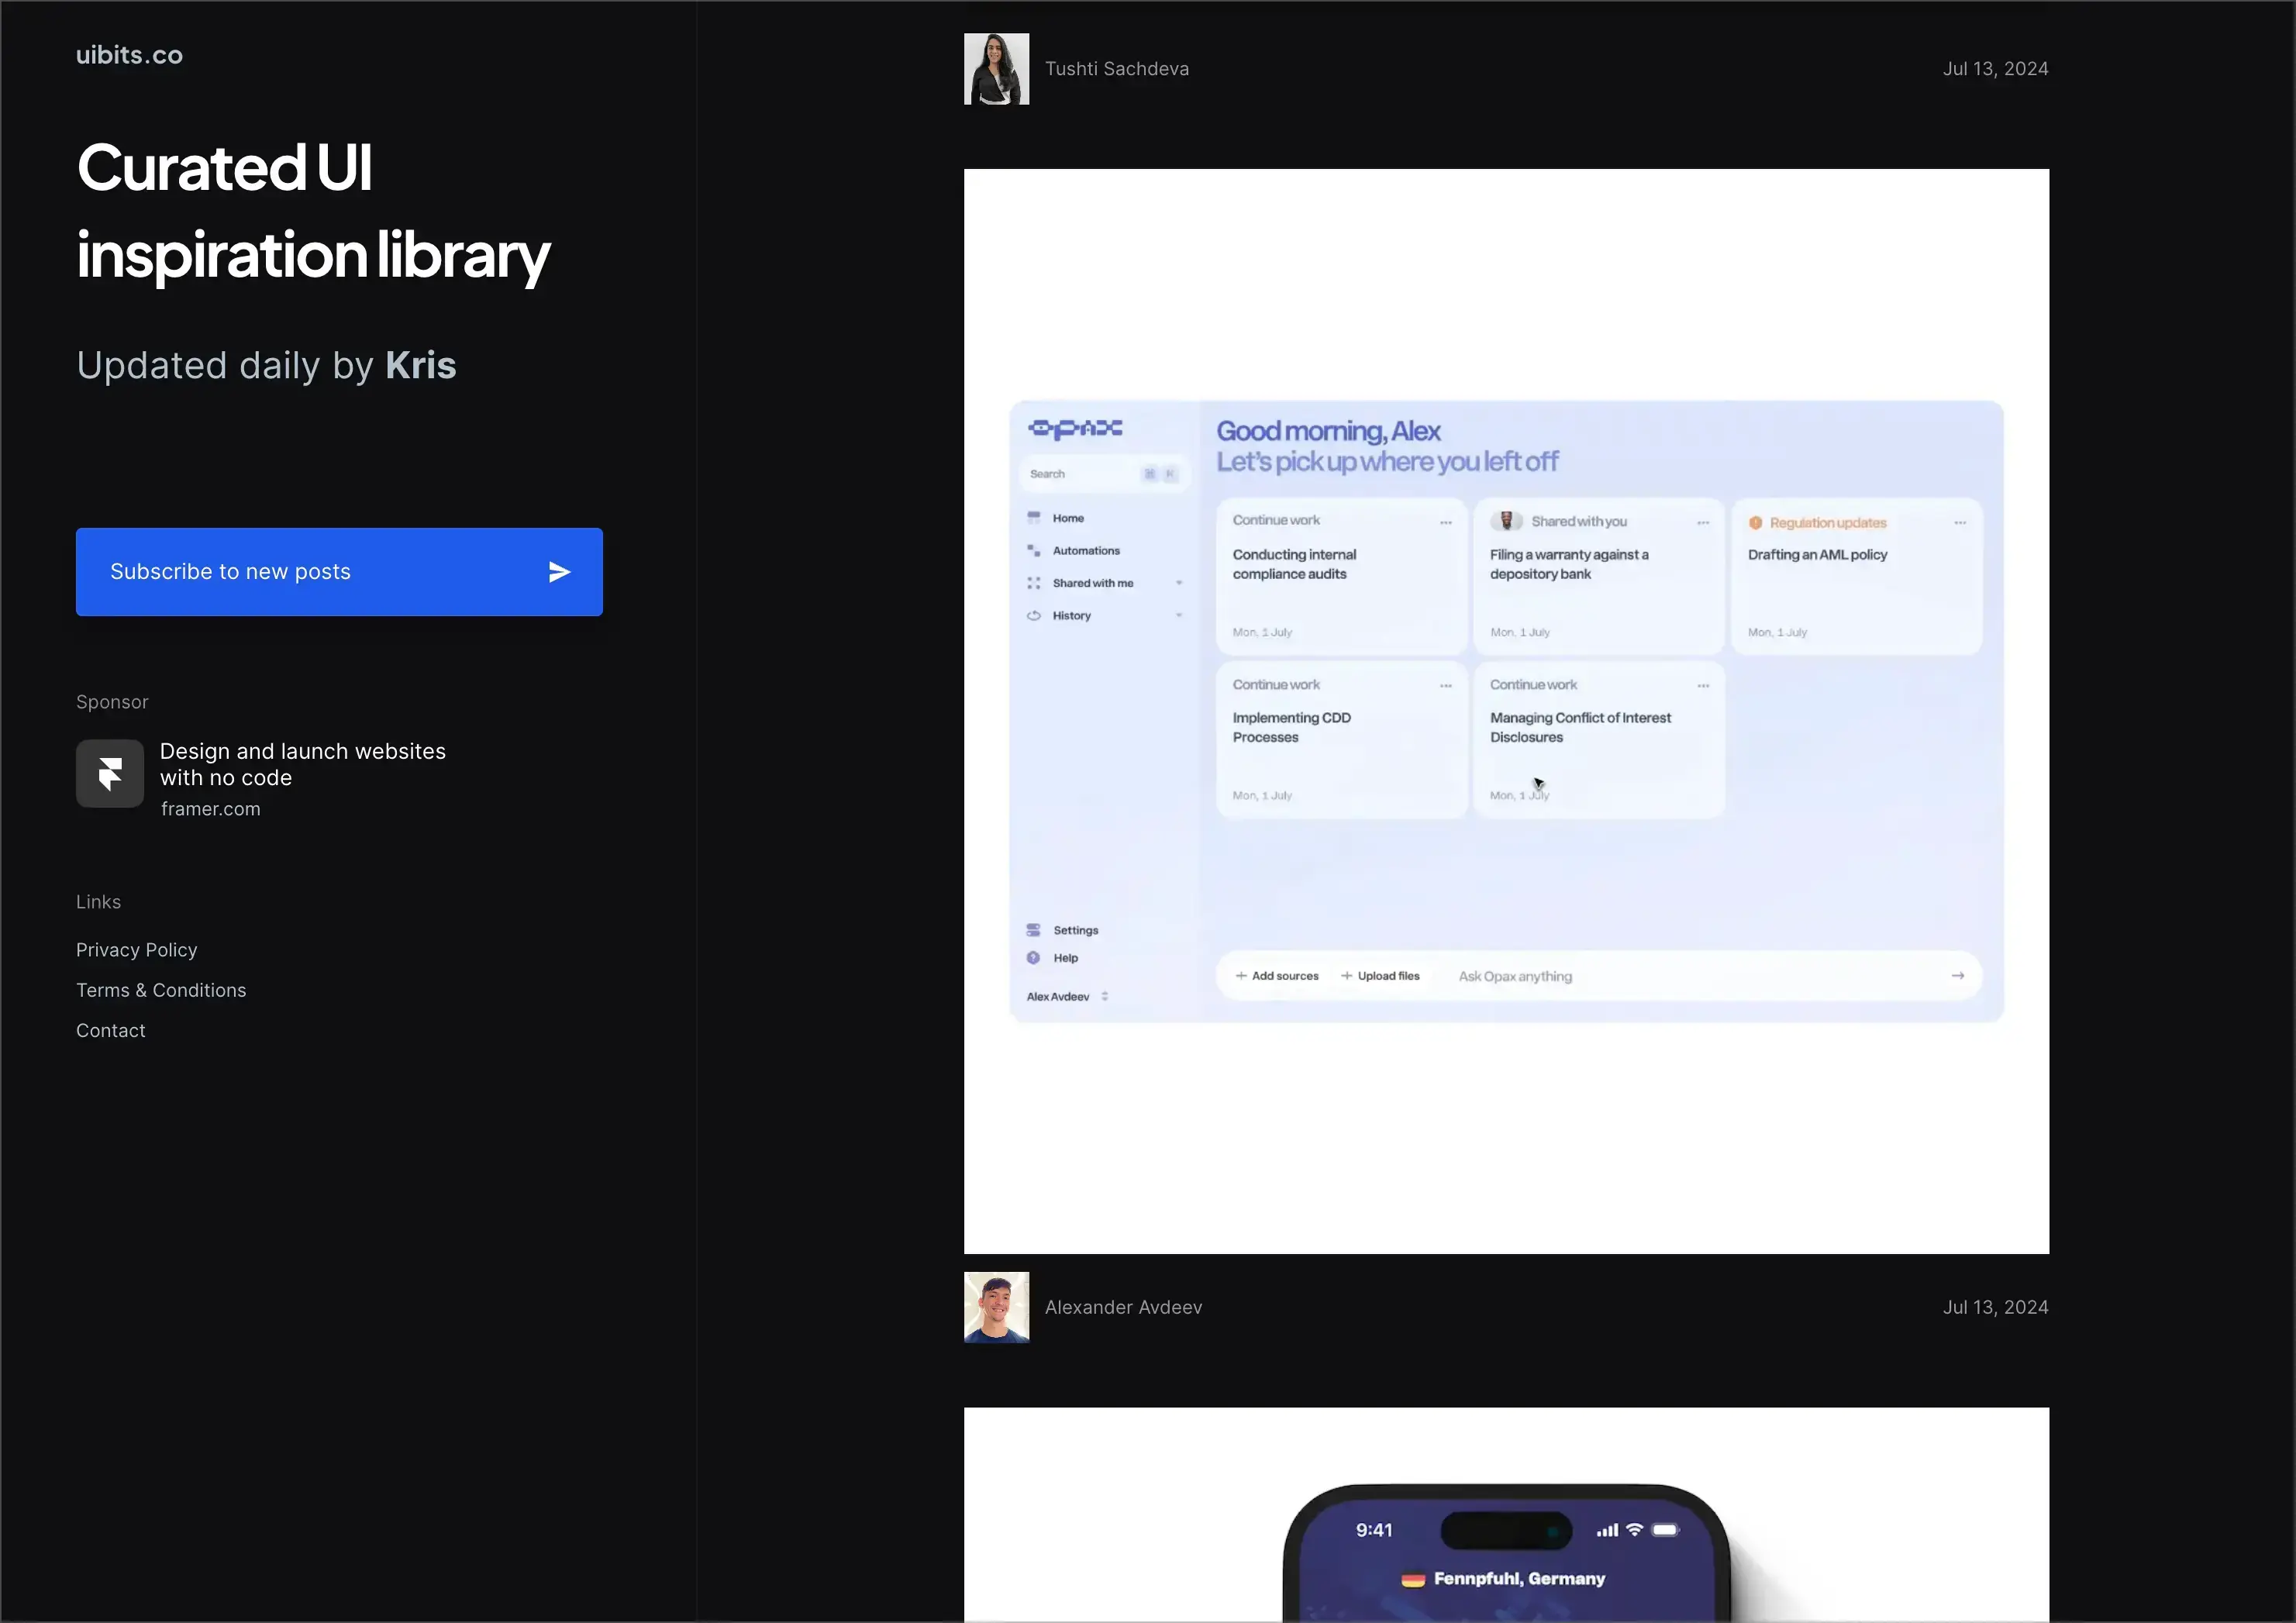 uibits.co
Curated UI
inspiration library
Updated daily by Kris
Subscribe to new posts
Sponsor
Design and launch websites
with no code
framer.com
Links
Privacy Policy
Terms & Conditions
Contact
Tushti Sachdeva
Jul 13, 2024
opax
Search
⌘ K
Home
Automations
Shared with me
History
Settings
Help
Alex Avdeev
Good morning, Alex
Let's pick up where you left off
Continue work
Conducting internal
compliance audits
Mon, 1 July
Shared with you
Filing a warranty against a
depository bank
Mon, 1 July
Regulation updates
Drafting an AML policy
Mon, 1 July
Continue work
Implementing CDD
Processes
Mon, 1 July
Continue work
Managing Conflict of Interest
Disclosures
Mon, 1 July
+ Add sources
+ Upload files
Ask Opax anything
Alexander Avdeev
Jul 13, 2024
9:41
Fennpfuhl, Germany